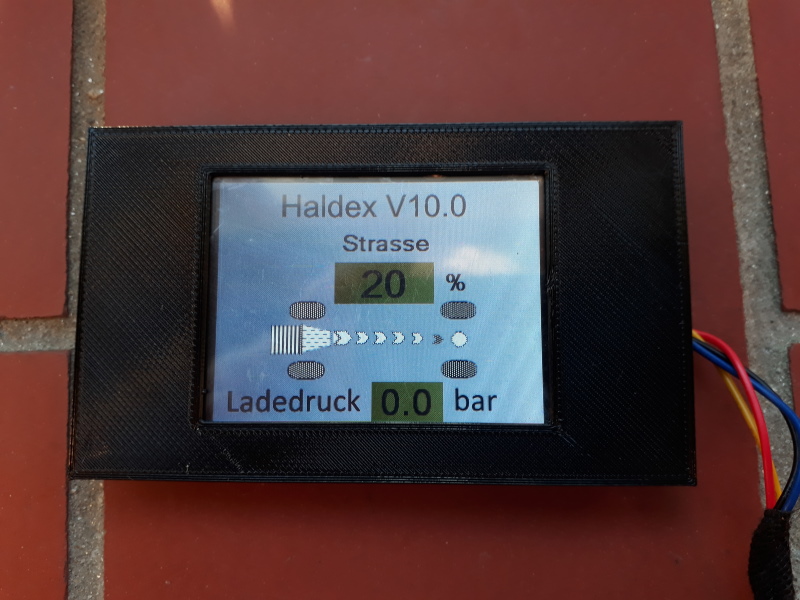 Haldex V10.0
Strasse
20 %
Ladedruck 0.0 bar